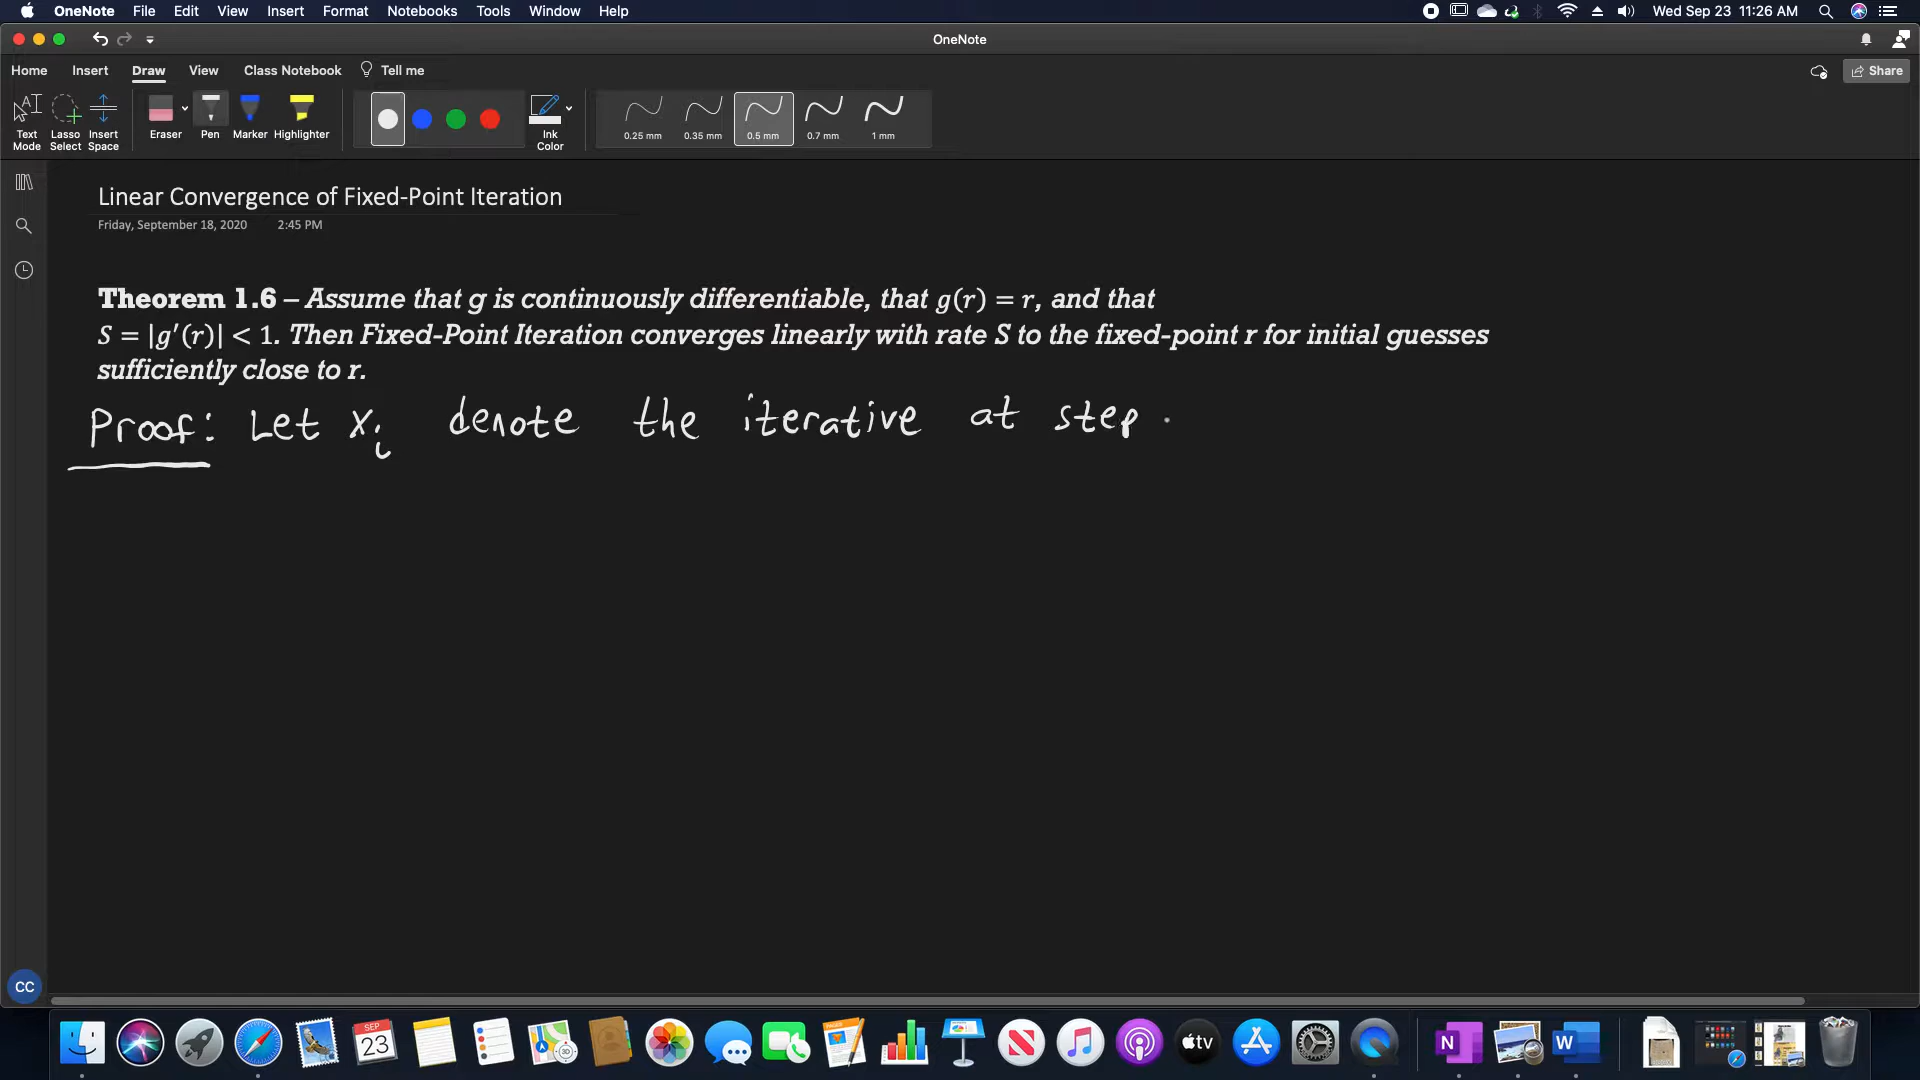 OneNote File Edit View Insert Format Notebooks Tools Window Help Wed Sep 23 11:26 AM
OneNote
Home Insert Draw View Class Notebook Tell me Share
Text Mode Lasso Select Insert Space Eraser Pen Marker Highlighter Ink Color 0.25 mm 0.35 mm 0.5 mm 0.7 mm 1 mm
Linear Convergence of Fixed-Point Iteration
Friday, September 18, 2020 2:45 PM
Theorem 1.6 – Assume that g is continuously differentiable, that g(r) = r, and that
S = |g′(r)| < 1. Then Fixed-Point Iteration converges linearly with rate S to the fixed-point r for initial guesses
sufficiently close to r.
Proof: Let xᵢ denote the iterative at step
CC
SEP
23
tv
N W